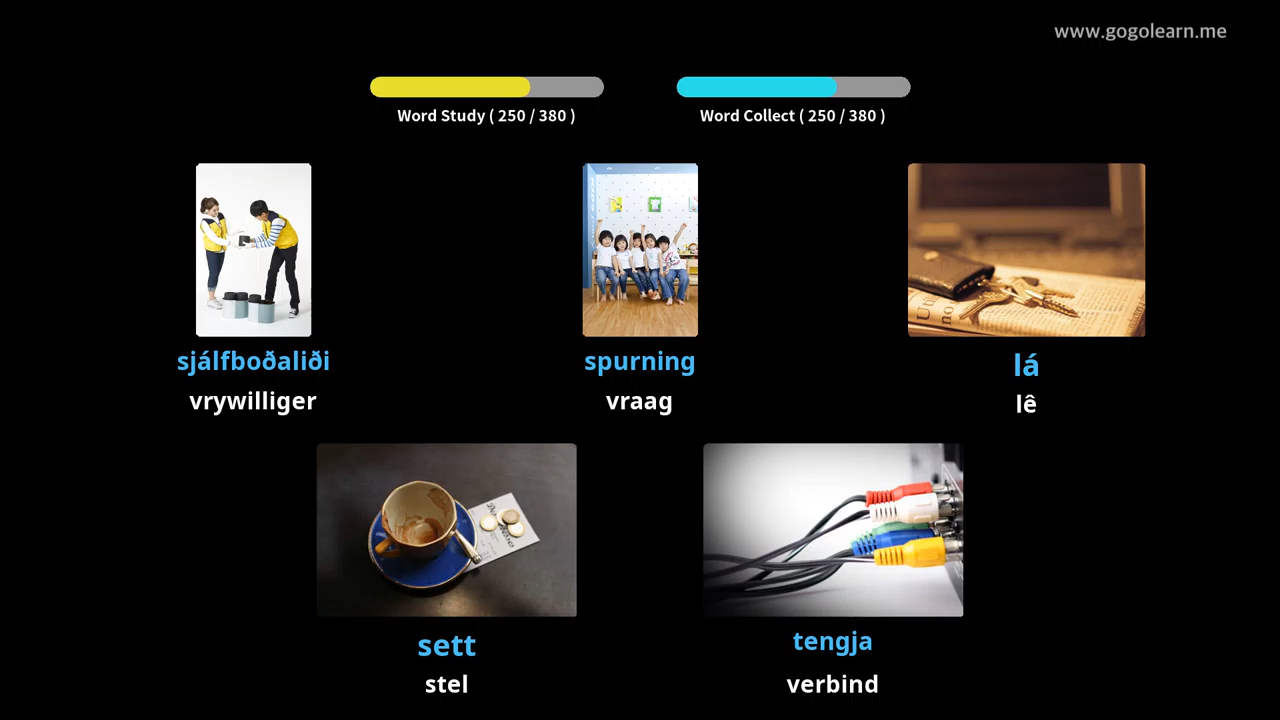 www.gogolearn.me
Word Study ( 250 / 380 )
Word Collect ( 250 / 380 )
sjálfboðaliði
vrywilliger
spurning
vraag
lá
lê
sett
stel
tengja
verbind